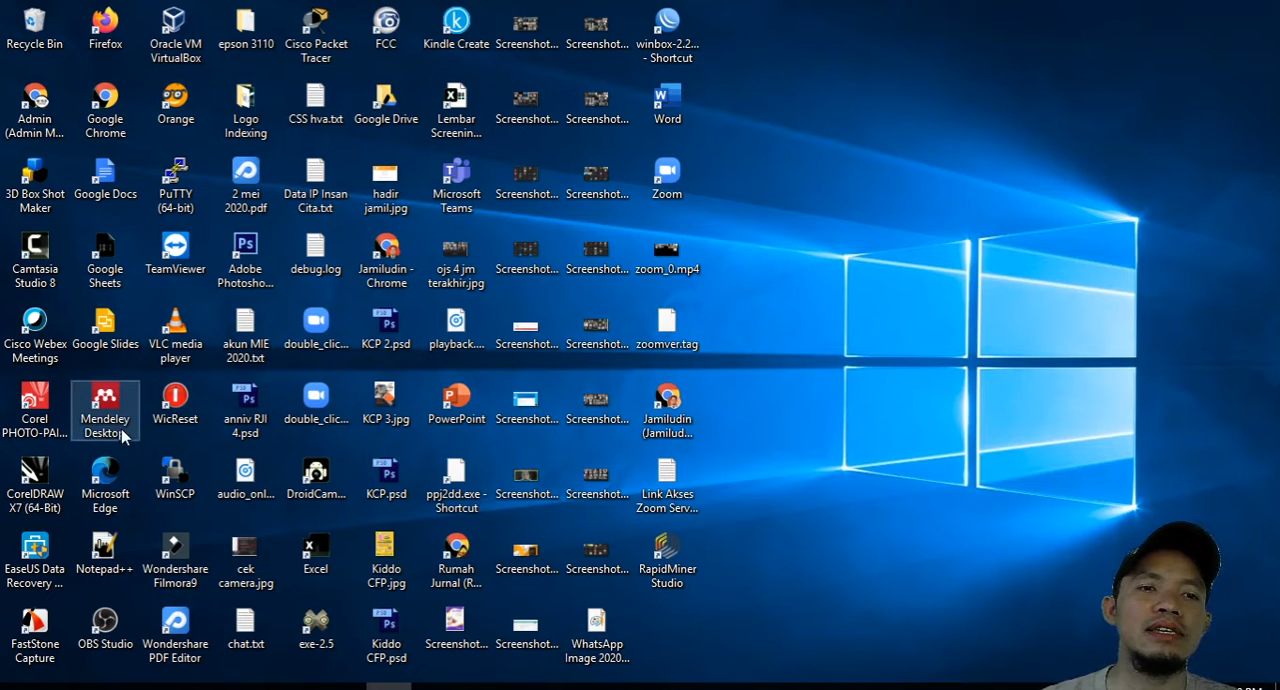 Recycle Bin
Firefox
Oracle VM
VirtualBox
epson 3110
Cisco Packet
Tracer
FCC
Kindle Create
Screenshot...
Screenshot...
winbox-2.2...
- Shortcut
Admin
(Admin M...
Google
Chrome
Orange
Logo
Indexing
CSS hva.txt
Google Drive
Lembar
Screenin...
Screenshot...
Screenshot...
Word
3D Box Shot
Maker
Google Docs
PuTTY
(64-bit)
2 mei
2020.pdf
Data IP Insan
Cita.txt
hadir
jamil.jpg
Microsoft
Teams
Screenshot...
Screenshot...
Zoom
Camtasia
Studio 8
Google
Sheets
TeamViewer
Adobe
Photosho...
debug.log
Jamiludin -
Chrome
ojs 4 jm
terakhir.jpg
Screenshot...
Screenshot...
zoom_0.mp4
Cisco Webex
Meetings
Google Slides
VLC media
player
akun MIE
2020.txt
double_clic...
KCP 2.psd
playback....
Screenshot...
Screenshot...
zoomver.tag
Corel
PHOTO-PAI...
Mendeley
Desktop
WicReset
anniv RJI
4.psd
double_clic...
KCP 3.jpg
PowerPoint
Screenshot...
Screenshot...
Jamiludin
(Jamilud...
CorelDRAW
X7 (64-Bit)
Microsoft
Edge
WinSCP
audio_onl...
DroidCam...
KCP.psd
ppj2dd.exe -
Shortcut
Screenshot...
Screenshot...
Link Akses
Zoom Serv...
EaseUS Data
Recovery ...
Notepad++
Wondershare
Filmora9
cek
camera.jpg
Excel
Kiddo
CFP.jpg
Rumah
Jurnal (R...
Screenshot...
Screenshot...
RapidMiner
Studio
FastStone
Capture
OBS Studio
Wondershare
PDF Editor
chat.txt
exe-2.5
Kiddo
CFP.psd
Screenshot...
Screenshot...
WhatsApp
Image 2020...